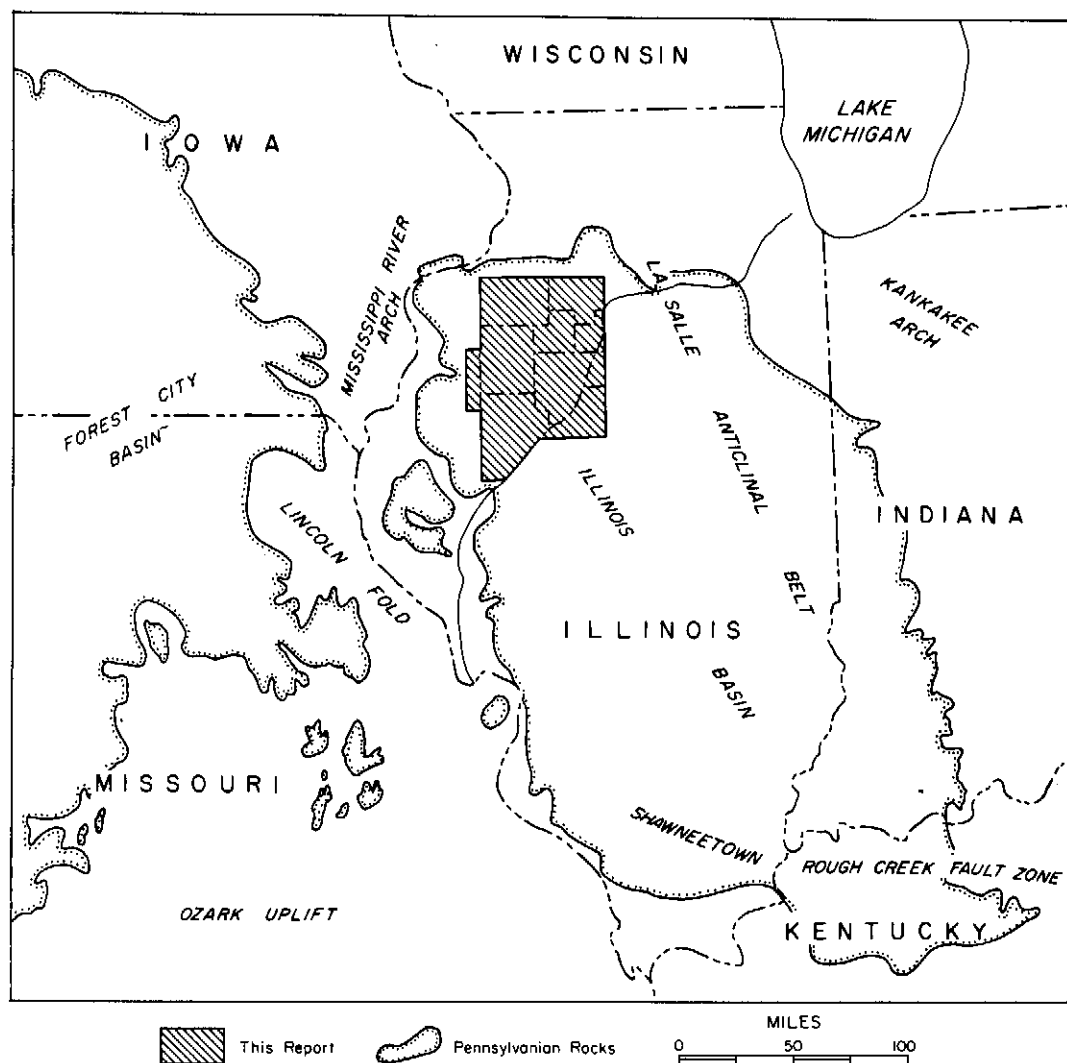 WISCONSIN
LAKE
MICHIGAN
IOWA
MISSISSIPPI RIVER
ARCH
LA SALLE
ANTICLINAL
BELT
KANKAKEE
ARCH
FOREST CITY
BASIN
LINCOLN
FOLD
ILLINOIS
BASIN
INDIANA
ILLINOIS
MISSOURI
SHAWNEETOWN
ROUGH CREEK FAULT ZONE
OZARK UPLIFT
KENTUCKY
This Report
Pennsylvanian Rocks
MILES
0 50 100